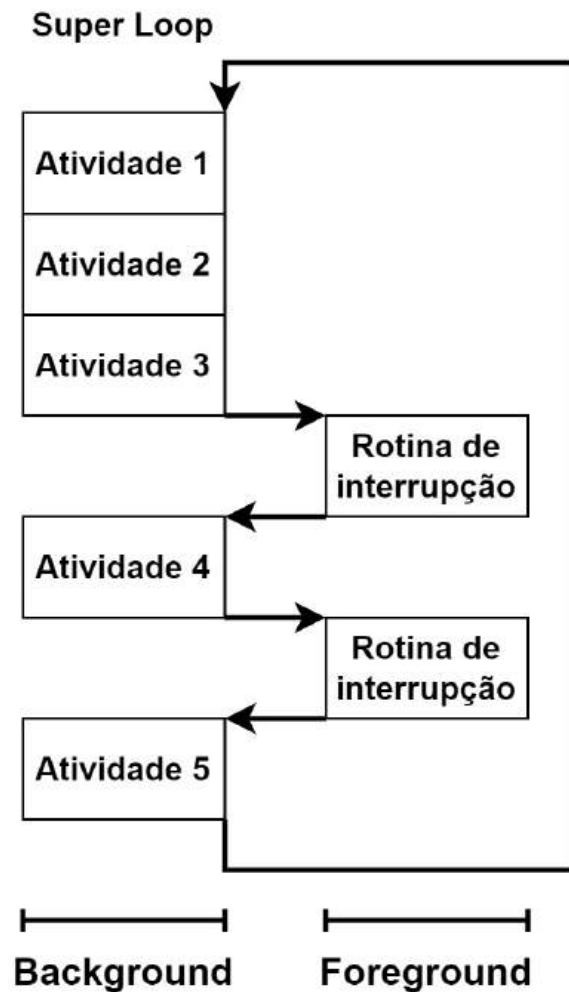 Super Loop
Atividade 1
Atividade 2
Atividade 3
Rotina de
interrupção
Atividade 4
Rotina de
interrupção
Atividade 5
Background
Foreground